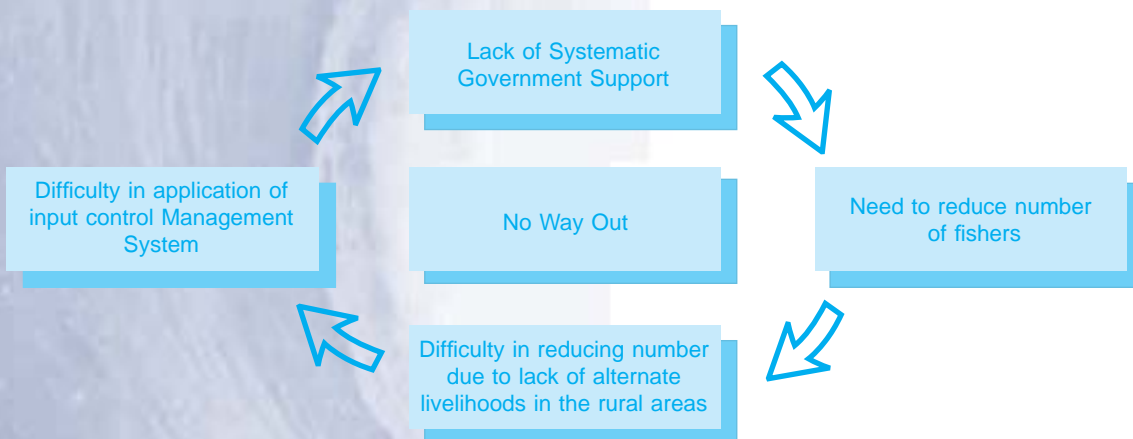 Lack of Systematic
Government Support
Difficulty in application of
input control Management
System
No Way Out
Need to reduce number
of fishers
Difficulty in reducing number
due to lack of alternate
livelihoods in the rural areas